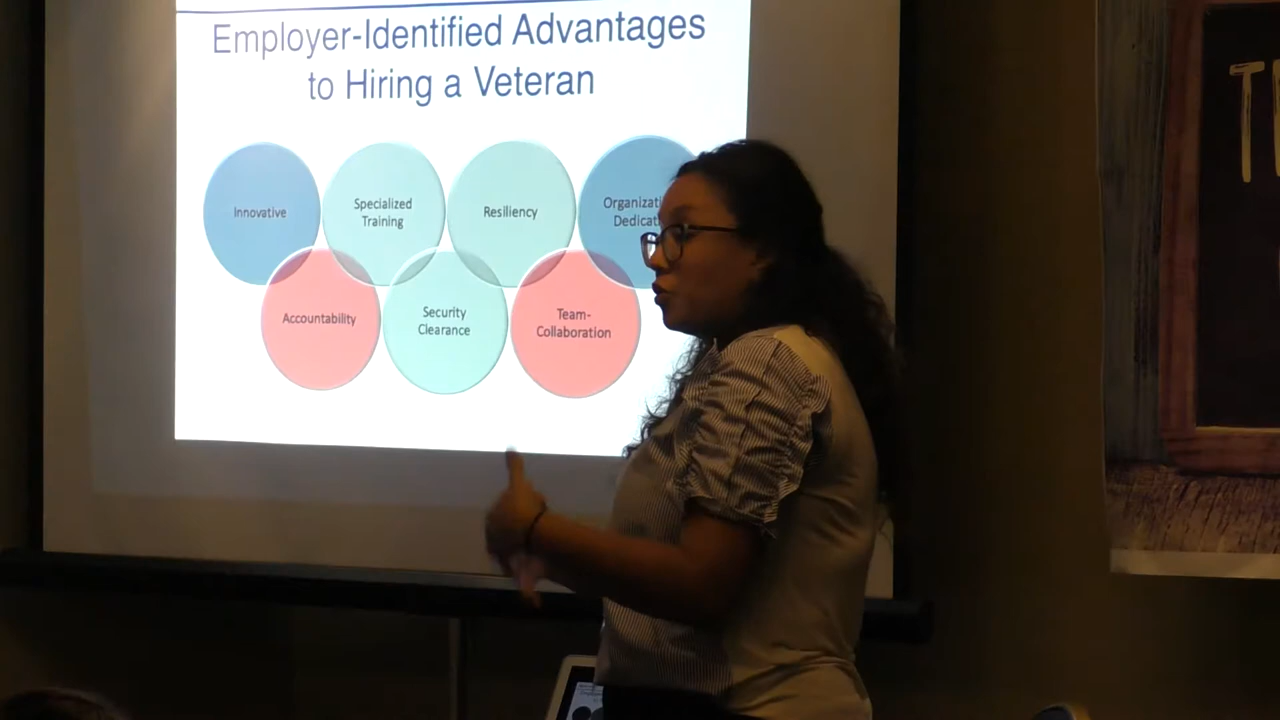 Employer-Identified Advantages
to Hiring a Veteran
Innovative
Specialized
Training
Resiliency
Accountability
Security
Clearance
Team-
Collaboration